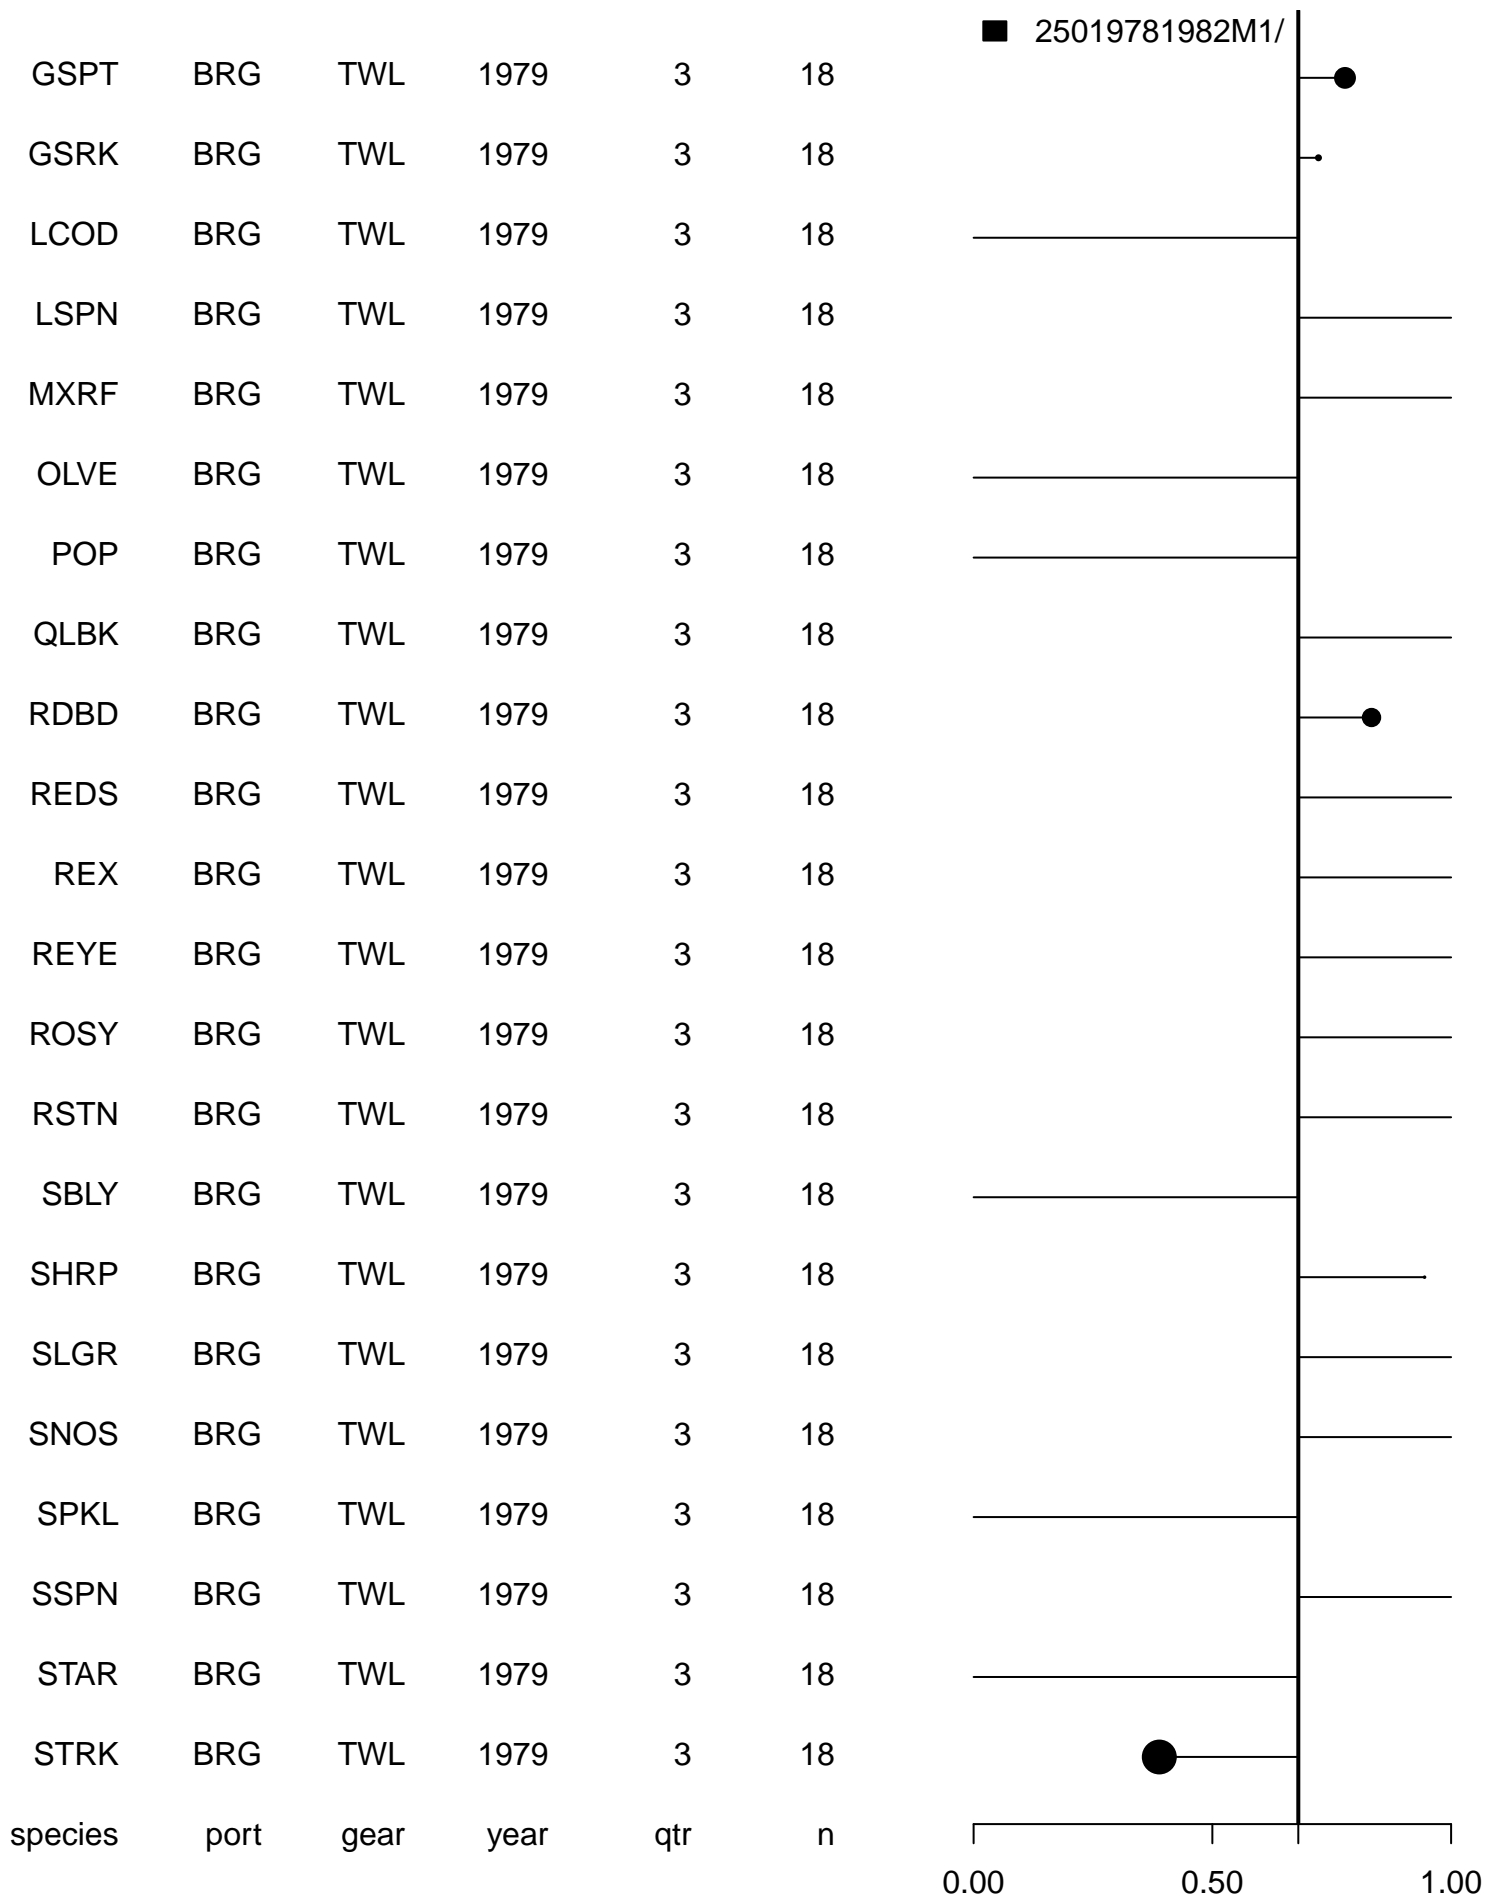 25019781982M1/
GSPT BRG TWL 1979 3 18
GSRK BRG TWL 1979 3 18
LCOD BRG TWL 1979 3 18
LSPN BRG TWL 1979 3 18
MXRF BRG TWL 1979 3 18
OLVE BRG TWL 1979 3 18
POP BRG TWL 1979 3 18
QLBK BRG TWL 1979 3 18
RDBD BRG TWL 1979 3 18
REDS BRG TWL 1979 3 18
REX BRG TWL 1979 3 18
REYE BRG TWL 1979 3 18
ROSY BRG TWL 1979 3 18
RSTN BRG TWL 1979 3 18
SBLY BRG TWL 1979 3 18
SHRP BRG TWL 1979 3 18
SLGR BRG TWL 1979 3 18
SNOS BRG TWL 1979 3 18
SPKL BRG TWL 1979 3 18
SSPN BRG TWL 1979 3 18
STAR BRG TWL 1979 3 18
STRK BRG TWL 1979 3 18
species port gear year qtr n
0.00 0.50 1.00